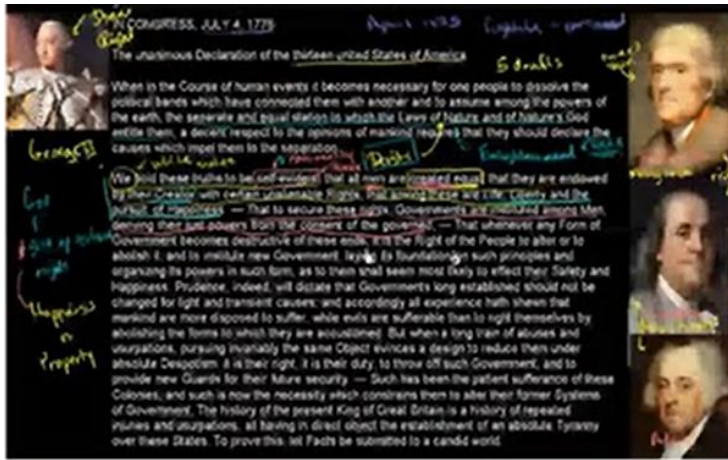 IN CONGRESS, JULY 4, 1776
The unanimous Declaration of the thirteen united States of America
5 drafts
When in the Course of human events it becomes necessary for one people to dissolve the
political bands which have connected them with another and to assume among the powers of
the earth, the separate and equal station to which the Laws of Nature and of Nature's God
entitle them, a decent respect to the opinions of mankind requires that they should declare the
causes which impel them to the separation.
George III
Deists
Enlightenment
We hold these truths to be self-evident, that all men are created equal, that they are endowed
by their Creator with certain unalienable Rights, that among these are Life, Liberty and the
pursuit of Happiness — That to secure these rights, Governments are instituted among Men,
deriving their just powers from the consent of the governed, — That whenever any Form of
Government becomes destructive of these ends, it is the Right of the People to alter or to
abolish it, and to institute new Government, laying its foundation on such principles and
organizing its powers in such form, as to them shall seem most likely to effect their Safety and
Happiness. Prudence, indeed, will dictate that Governments long established should not be
changed for light and transient causes; and accordingly all experience hath shewn that
mankind are more disposed to suffer, while evils are sufferable than to right themselves by
abolishing the forms to which they are accustomed. But when a long train of abuses and
usurpations, pursuing invariably the same Object evinces a design to reduce them under
absolute Despotism, it is their right, it is their duty, to throw off such Government, and to
provide new Guards for their future security. — Such has been the patient sufferance of these
Colonies; and such is now the necessity which constrains them to alter their former Systems
of Government. The history of the present King of Great Britain is a history of repeated
injuries and usurpations, all having in direct object the establishment of an absolute Tyranny
over these States. To prove this, let Facts be submitted to a candid world.
Happiness
Property